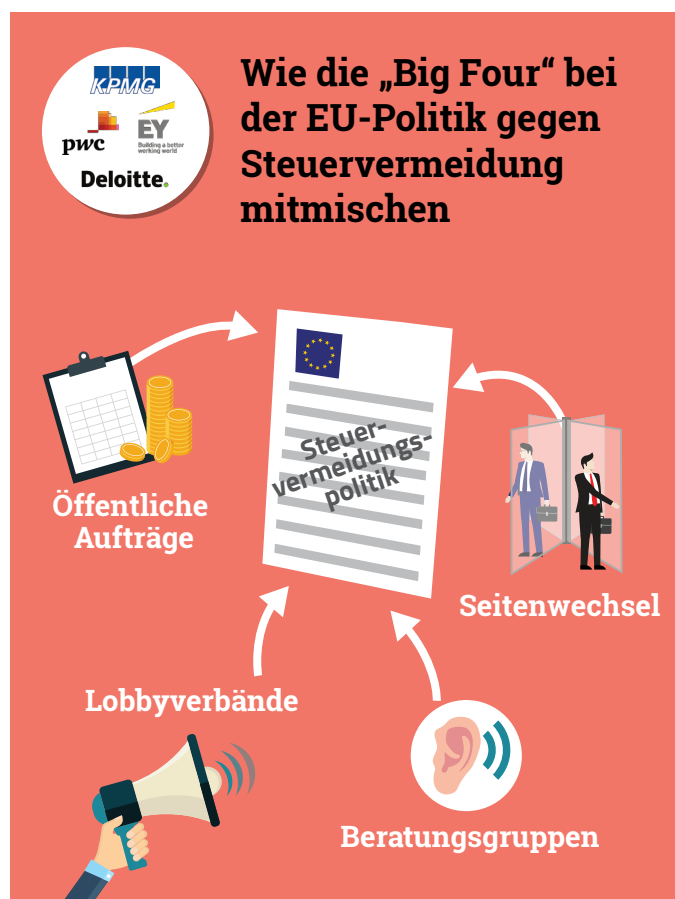 KPMG
pwc
EY
Building a better
working world
Deloitte.
Wie die „Big Four“ bei
der EU-Politik gegen
Steuervermeidung
mitmischen
Steuer-
vermeidungs-
politik
Öffentliche
Aufträge
Seitenwechsel
Lobbyverbände
Beratungsgruppen